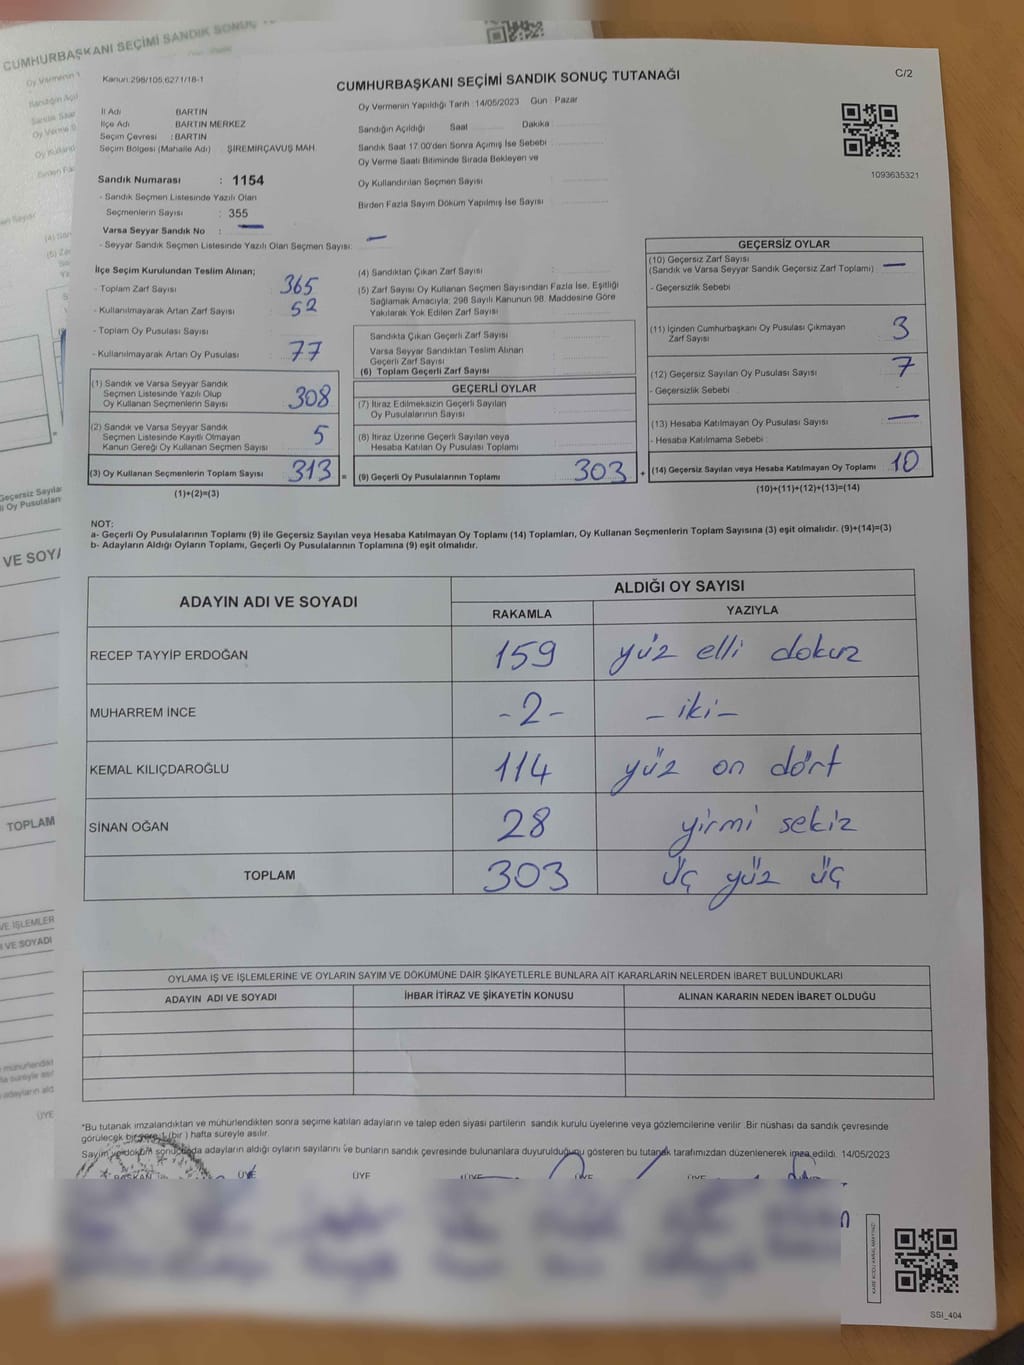 CUMHURBAŞKANI SEÇİMİ SANDIK SONUÇ
Kanun:298/105,6271/18-1
CUMHURBAŞKANI SEÇİMİ SANDIK SONUÇ TUTANAĞI
C/2
İl Adı BARTIN
İlçe Adı BARTIN MERKEZ
Seçim Çevresi : BARTIN
Seçim Bölgesi (Mahalle Adı) ŞİREMİRÇAVUŞ MAH.
Oy Vermenin Yapıldığı Tarih :14/05/2023 Gün : Pazar
Sandığın Açıldığı Saat Dakika
Sandık Saat 17.00'den Sonra Açımış İse Sebebi
Oy Verme Saati Bitiminde Sırada Bekleyen ve
Oy Kullandırılan Seçmen Sayısı
Birden Fazla Sayım Döküm Yapılmış İse Sayısı
1093635321
Sandık Numarası : 1154
- Sandık Seçmen Listesinde Yazılı Olan
Seçmenlerin Sayısı : 355
Varsa Seyyar Sandık No : —
- Seyyar Sandık Seçmen Listesinde Yazılı Olan Seçmen Sayısı: —
İlçe Seçim Kurulundan Teslim Alınan;
- Toplam Zarf Sayısı 365
- Kullanılmayarak Artan Zarf Sayısı 52
- Toplam Oy Pusulası Sayısı
- Kullanılmayarak Artan Oy Pusulası 77
(1) Sandık ve Varsa Seyyar Sandık
Seçmen Listesinde Yazılı Olup
Oy Kullanan Seçmenlerin Sayısı 308
(2) Sandık ve Varsa Seyyar Sandık
Seçmen Listesinde Kayıtlı Olmayan
Kanun Gereği Oy Kullanan Seçmen Sayısı 5
(3) Oy Kullanan Seçmenlerin Toplam Sayısı 313 =
(1)+(2)=(3)
(4) Sandıktan Çıkan Zarf Sayısı
(5) Zarf Sayısı Oy Kullanan Seçmen Sayısından Fazla İse, Eşitliği
Sağlamak Amacıyla; 298 Sayılı Kanunun 98. Maddesine Göre
Yakılarak Yok Edilen Zarf Sayısı
Sandıkta Çıkan Geçerli Zarf Sayısı
Varsa Seyyar Sandıktan Teslim Alınan
Geçerli Zarf Sayısı
(6) Toplam Geçerli Zarf Sayısı
GEÇERLİ OYLAR
(7) İtiraz Edilmeksizin Geçerli Sayılan
Oy Pusulalarının Sayısı
(8) İtiraz Üzerine Geçerli Sayılan veya
Hesaba Katılan Oy Pusulası Toplamı
(9) Geçerli Oy Pusulalarının Toplamı 303 +
GEÇERSİZ OYLAR
(10) Geçersiz Zarf Sayısı
(Sandık ve Varsa Seyyar Sandık Geçersiz Zarf Toplamı) —
- Geçersizlik Sebebi
(11) İçinden Cumhurbaşkanı Oy Pusulası Çıkmayan
Zarf Sayısı 3
(12) Geçersiz Sayılan Oy Pusulası Sayısı 7
- Geçersizlik Sebebi
(13) Hesaba Katılmayan Oy Pusulası Sayısı —
- Hesaba Katılmama Sebebi
(14) Geçersiz Sayılan veya Hesaba Katılmayan Oy Toplamı 10
(10)+(11)+(12)+(13)=(14)
NOT:
a- Geçerli Oy Pusulalarının Toplamı (9) ile Geçersiz Sayılan veya Hesaba Katılmayan Oy Toplamı (14) Toplamları, Oy Kullanan Seçmenlerin Toplam Sayısına (3) eşit olmalıdır. (9)+(14)=(3)
b- Adayların Aldığı Oyların Toplamı, Geçerli Oy Pusulalarının Toplamına (9) eşit olmalıdır.
ADAYIN ADI VE SOYADI ALDIĞI OY SAYISI
RAKAMLA YAZIYLA
RECEP TAYYİP ERDOĞAN 159 yüz elli dokuz
MUHARREM İNCE -2- -iki-
KEMAL KILIÇDAROĞLU 114 yüz on dört
SİNAN OĞAN 28 yirmi sekiz
TOPLAM 303 üç yüz üç
OYLAMA İŞ VE İŞLEMLERİNE VE OYLARIN SAYIM VE DÖKÜMÜNE DAİR ŞİKAYETLERLE BUNLARA AİT KARARLARIN NELERDEN İBARET BULUNDUKLARI
ADAYIN ADI VE SOYADI İHBAR İTİRAZ VE ŞİKAYETİN KONUSU ALINAN KARARIN NEDEN İBARET OLDUĞU
*Bu tutanak imzalandıktan ve mühürlendikten sonra seçime katılan adayların ve talep eden siyasi partilerin sandık kurulu üyelerine veya gözlemcilerine verilir .Bir nüshası da sandık çevresinde
görülecek bir yere 1 (bir ) hafta süreyle asılır.
Sayım ve döküm sonucunda adayların aldığı oyların sayılarını ve bunların sandık çevresinde bulunanlara duyurulduğunu gösteren bu tutanak tarafımızdan düzenlenerek imza edildi. 14/05/2023
BAŞKAN ÜYE ÜYE ÜYE ÜYE ÜYE
SSI_404
VE SOYA
TOPLAM
VE İŞLEMLER
VE SOYADI
ÜYE